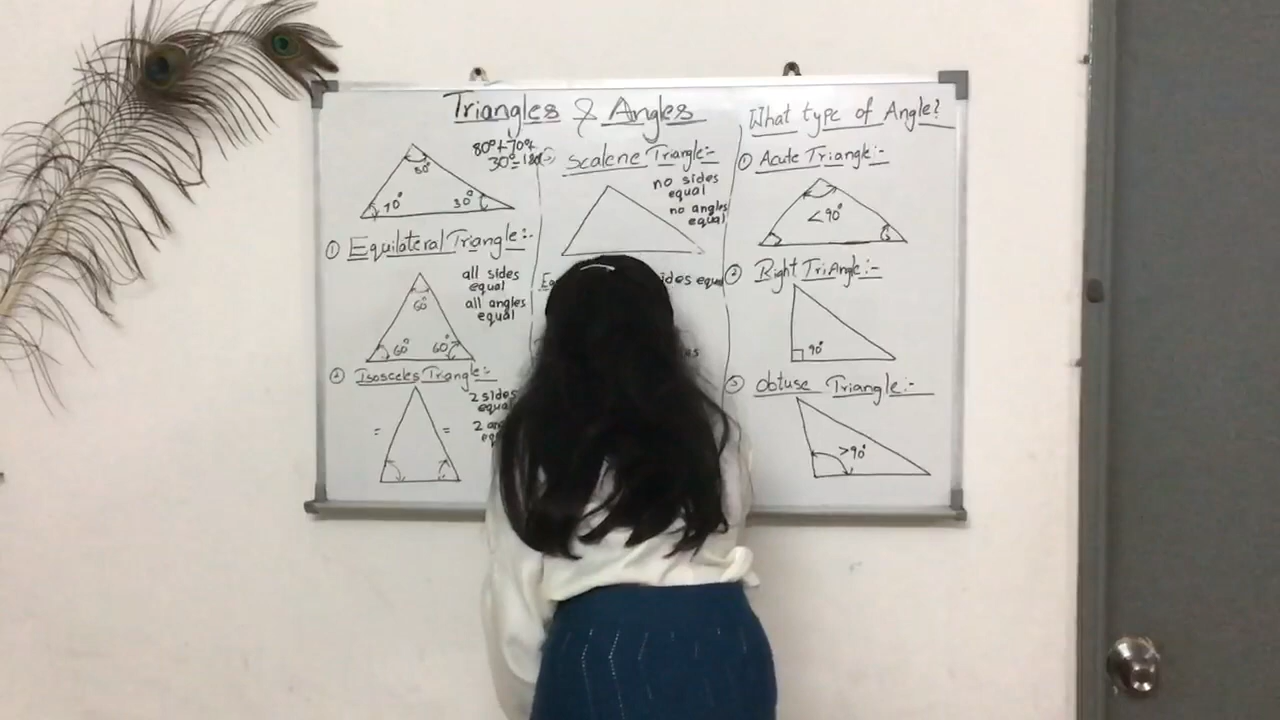 Triangles & Angles
80°+70°+
30°=180°
80°
70° 30°
① Equilateral Triangle:-
all sides
equal
all angles
equal
60°
60° 60°
② Isosceles Triangle:-
2 sides
equal
2
= =
Scalene Triangle:-
no sides
equal
no angles
equal
sides equal
What type of Angle?
① Acute Triangle:-
<90°
② Right TriAngle:-
90°
③ Obtuse Triangle:-
>90°